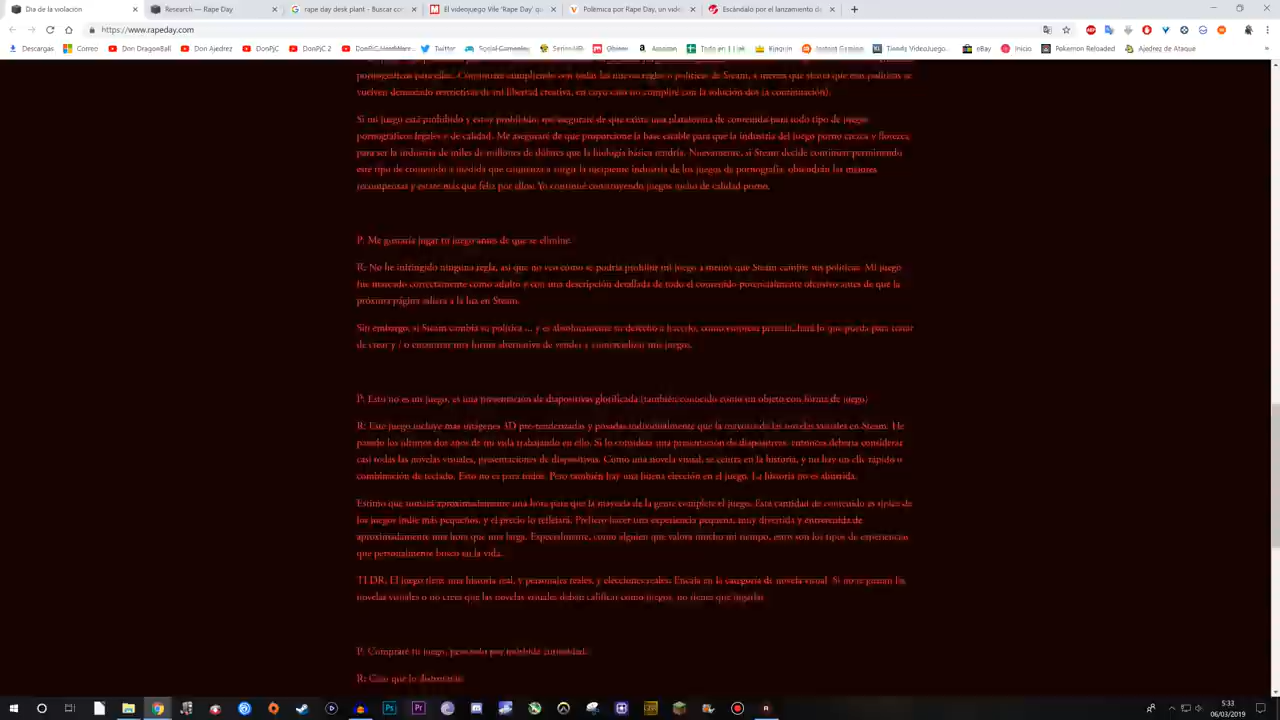 Día de la violación
Research — Rape Day
rape day desk plant - Buscar con
El videojuego vile 'Rape Day' qu
Polémica por Rape Day, un vide
Escándalo por el lanzamiento de
https://www.rapeday.com
Descargas
Correo
YouTube
Don DragonBall
Don Ajedrez
DonPjC
DonPjC 2
Twitter
Amazon
Todo en 1 Link
Kinguin
Instant Gaming
eBay
Inicio
Pokemon Reloaded
Ajedrez de Ataque
vuelven demasiado restrictivas de mi libertad creativa, en cuyo caso no cumpliré con la solución dos (a continuación).
Si mi juego está prohibido y estoy prohibido, me aseguraré de que exista una plataforma de contenido para todo tipo de juegos
pornográficos legales y de calidad. Me aseguraré de que proporcione la base estable para que la industria del juego porno crezca y florezca
para ser la industria de miles de millones de dólares que la biología básica tendría. Nuevamente, si Steam decide continuar permitiendo
este tipo de contenido a medida que comienza a surgir la incipiente industria de los juegos de pornografía, obtendrán las mayores
recompensas y estaré más que feliz por ellos. Yo continué construyendo juegos nicho de calidad porno.
P: Me gustaría jugar tu juego antes de que se elimine.
R: No he infringido ninguna regla, así que no veo cómo se podría prohibir mi juego a menos que Steam cambie sus políticas. Mi juego
fue marcado correctamente como adulto y con una descripción detallada de todo el contenido potencialmente ofensivo antes de que la
próxima página saliera a la luz en Steam.
Sin embargo, si Steam cambia su política ... y es absolutamente su derecho a hacerlo, como empresa privada, haré lo que pueda para tratar
de crear y / o encontrar una forma alternativa de vender y comercializar mis juegos.
P: Esto no es un juego, es una presentación de diapositivas glorificada (también conocido como un objeto con forma de juego)
R: Este juego incluye más imágenes 3D pre-renderizadas y posadas individualmente que la mayoría de las novelas visuales en Steam. He
pasado los últimos dos años de mi vida trabajando en ello. Si lo considera una presentación de diapositivas, entonces debería considerar
casi todas las novelas visuales, presentaciones de diapositivas. Como una novela visual, se centra en la historia, y no hay un clic rápido o
combinación de teclado. Esto no es para todos. Pero también hay una buena elección en el juego. La historia no es aburrida.
Estimo que tomará aproximadamente una hora para que la mayoría de la gente complete el juego. Esta cantidad de contenido es típica de
los juegos indie más pequeños, y el precio lo reflejará. Prefiero hacer una experiencia pequeña, muy divertida y entretenida de
aproximadamente una hora que una larga. Especialmente, como alguien que valora mucho mi tiempo, estos son los tipos de experiencias
que personalmente busco en la vida.
TL DR; El juego tiene una historia real, y personajes reales, y elecciones reales. Encaja en la categoría de novela visual. Si no te gustan las
novelas visuales o no crees que las novelas visuales deban calificar como juegos, no tienes que jugarlas
P: Compraré tu juego, pero solo por mórbida curiosidad.
R: Creo que lo disfrutarás
5:33
06/03/2019